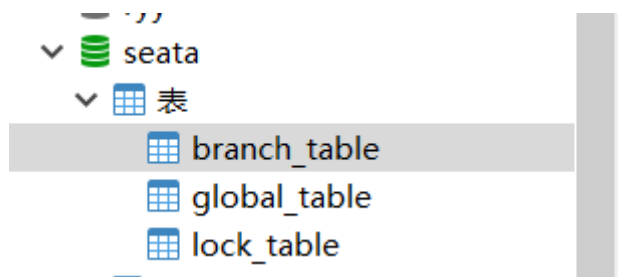 seata
表
branch_table
global_table
lock_table